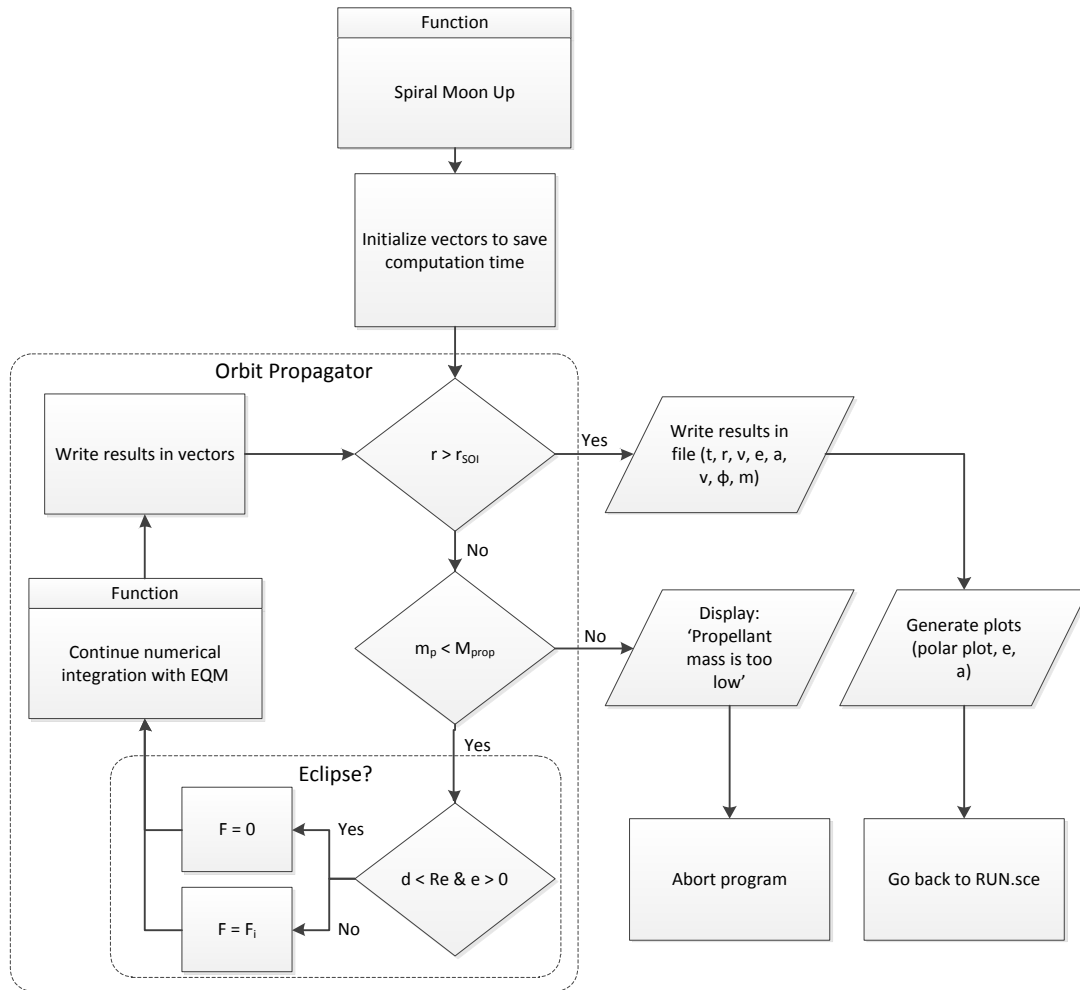 Function
Spiral Moon Up
Initialize vectors to save
computation time
Orbit Propagator
Write results in vectors
r > rSOI
Yes
Write results in
file (t, r, v, e, a,
ν, ϕ, m)
No
Function
Continue numerical
integration with EQM
mp < Mprop
No
Display:
‘Propellant
mass is too
low’
Generate plots
(polar plot, e,
a)
Yes
Eclipse?
F = 0
Yes
d < Re & e > 0
F = Fi
No
Abort program
Go back to RUN.sce